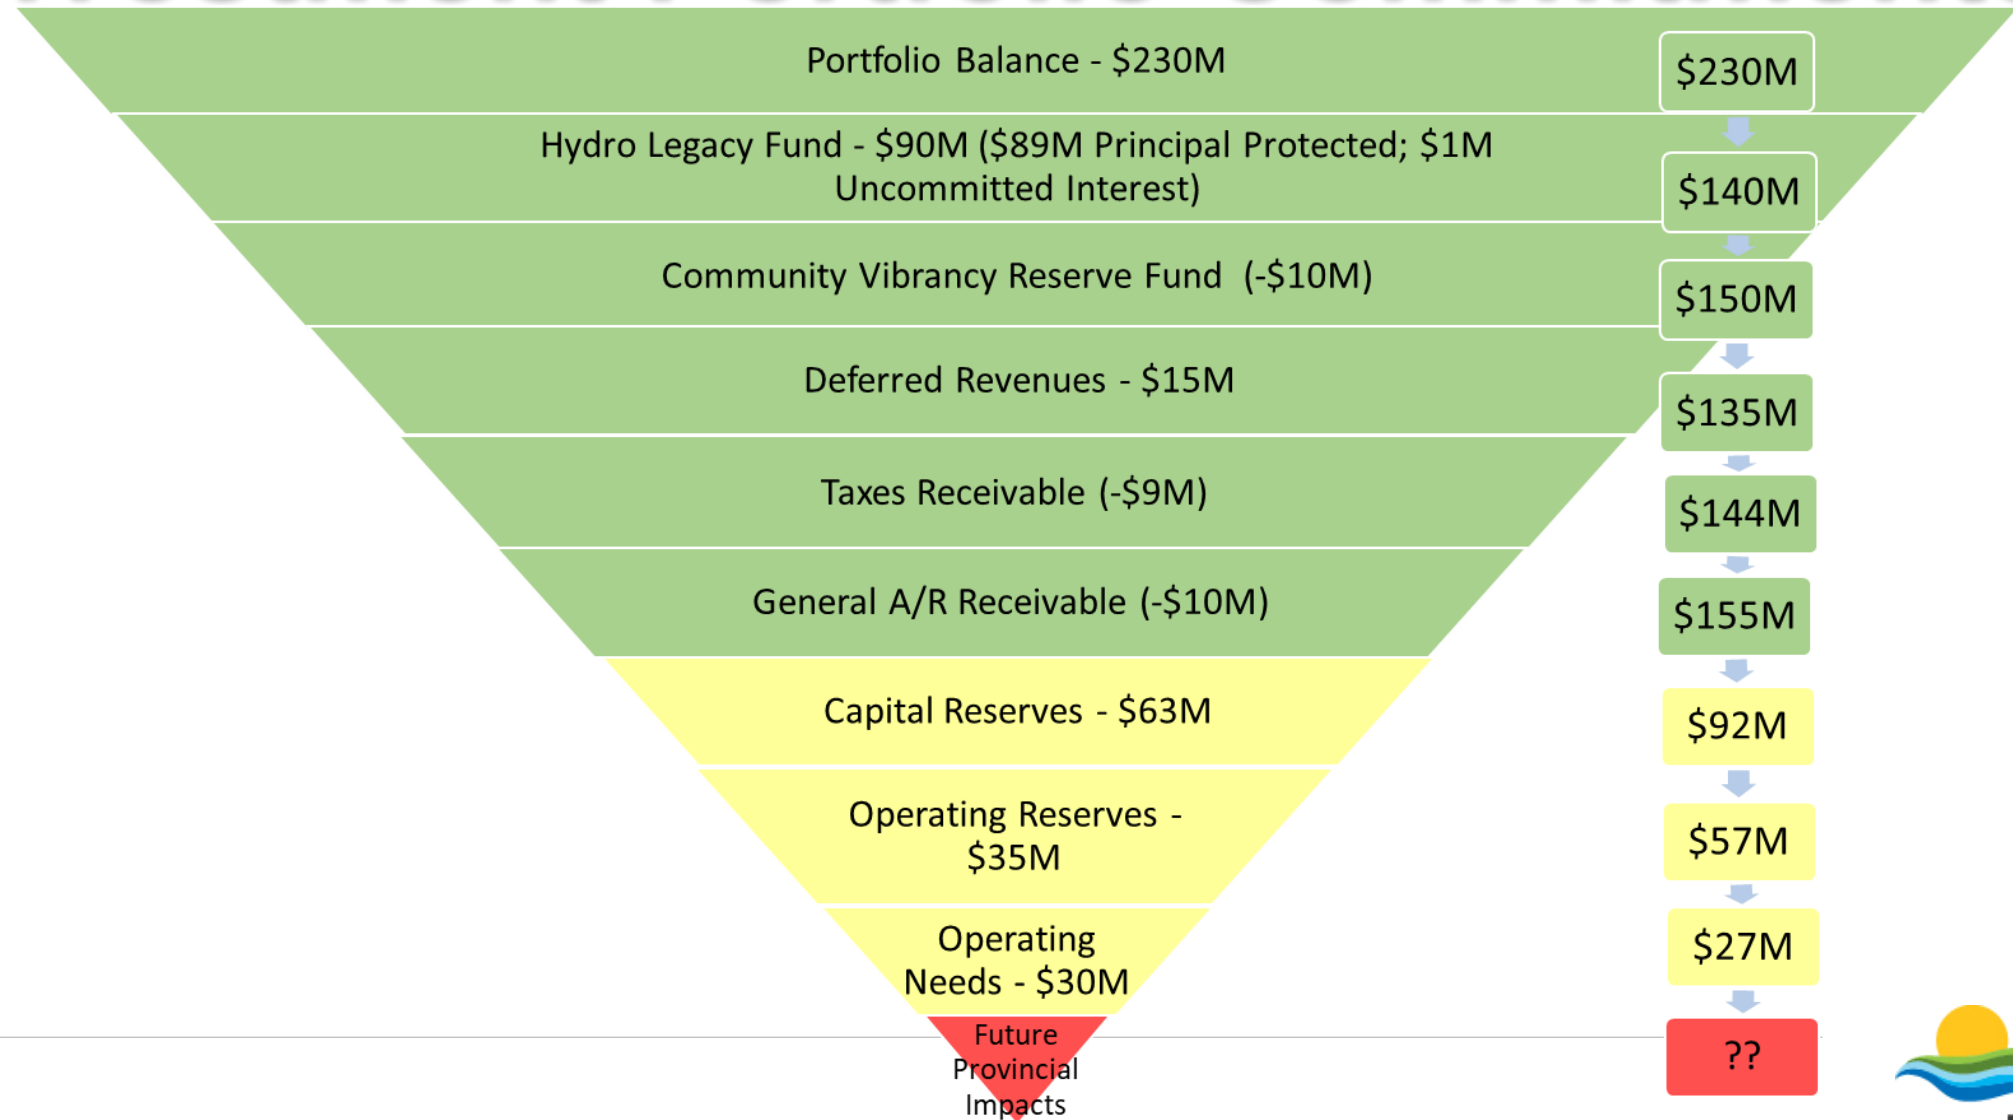 Portfolio Balance - $230M
$230M
Hydro Legacy Fund - $90M ($89M Principal Protected; $1M
Uncommitted Interest)
$140M
Community Vibrancy Reserve Fund (-$10M)
$150M
Deferred Revenues - $15M
$135M
Taxes Receivable (-$9M)
$144M
General A/R Receivable (-$10M)
$155M
Capital Reserves - $63M
$92M
Operating Reserves -
$35M
$57M
Operating
Needs - $30M
$27M
Future
Provincial
Impacts
??